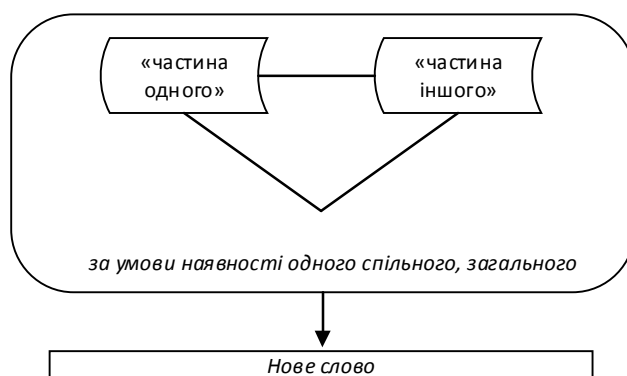 «частина
одного»
«частина
іншого»
за умови наявності одного спільного, загального
Нове слово